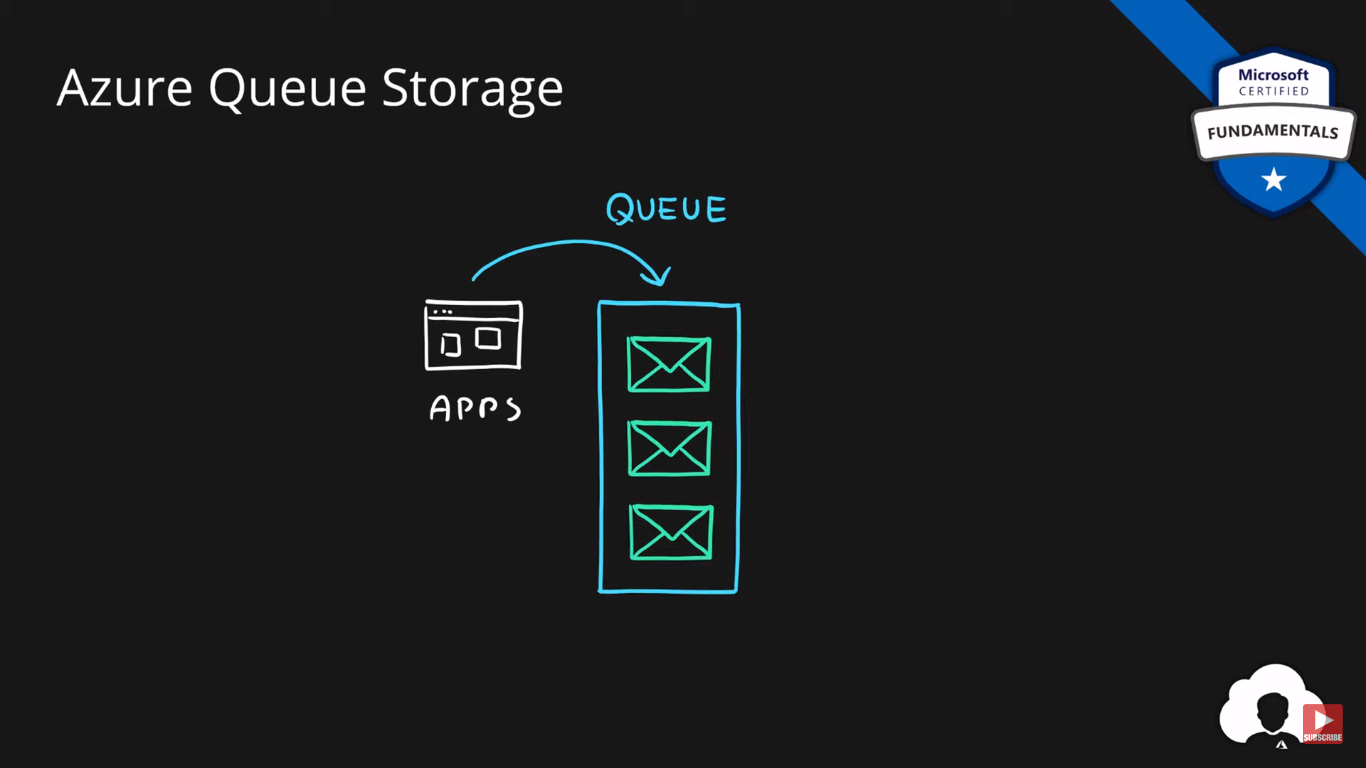 Azure Queue Storage
Microsoft
CERTIFIED
FUNDAMENTALS
QUEUE
APPS
SUBSCRIBE